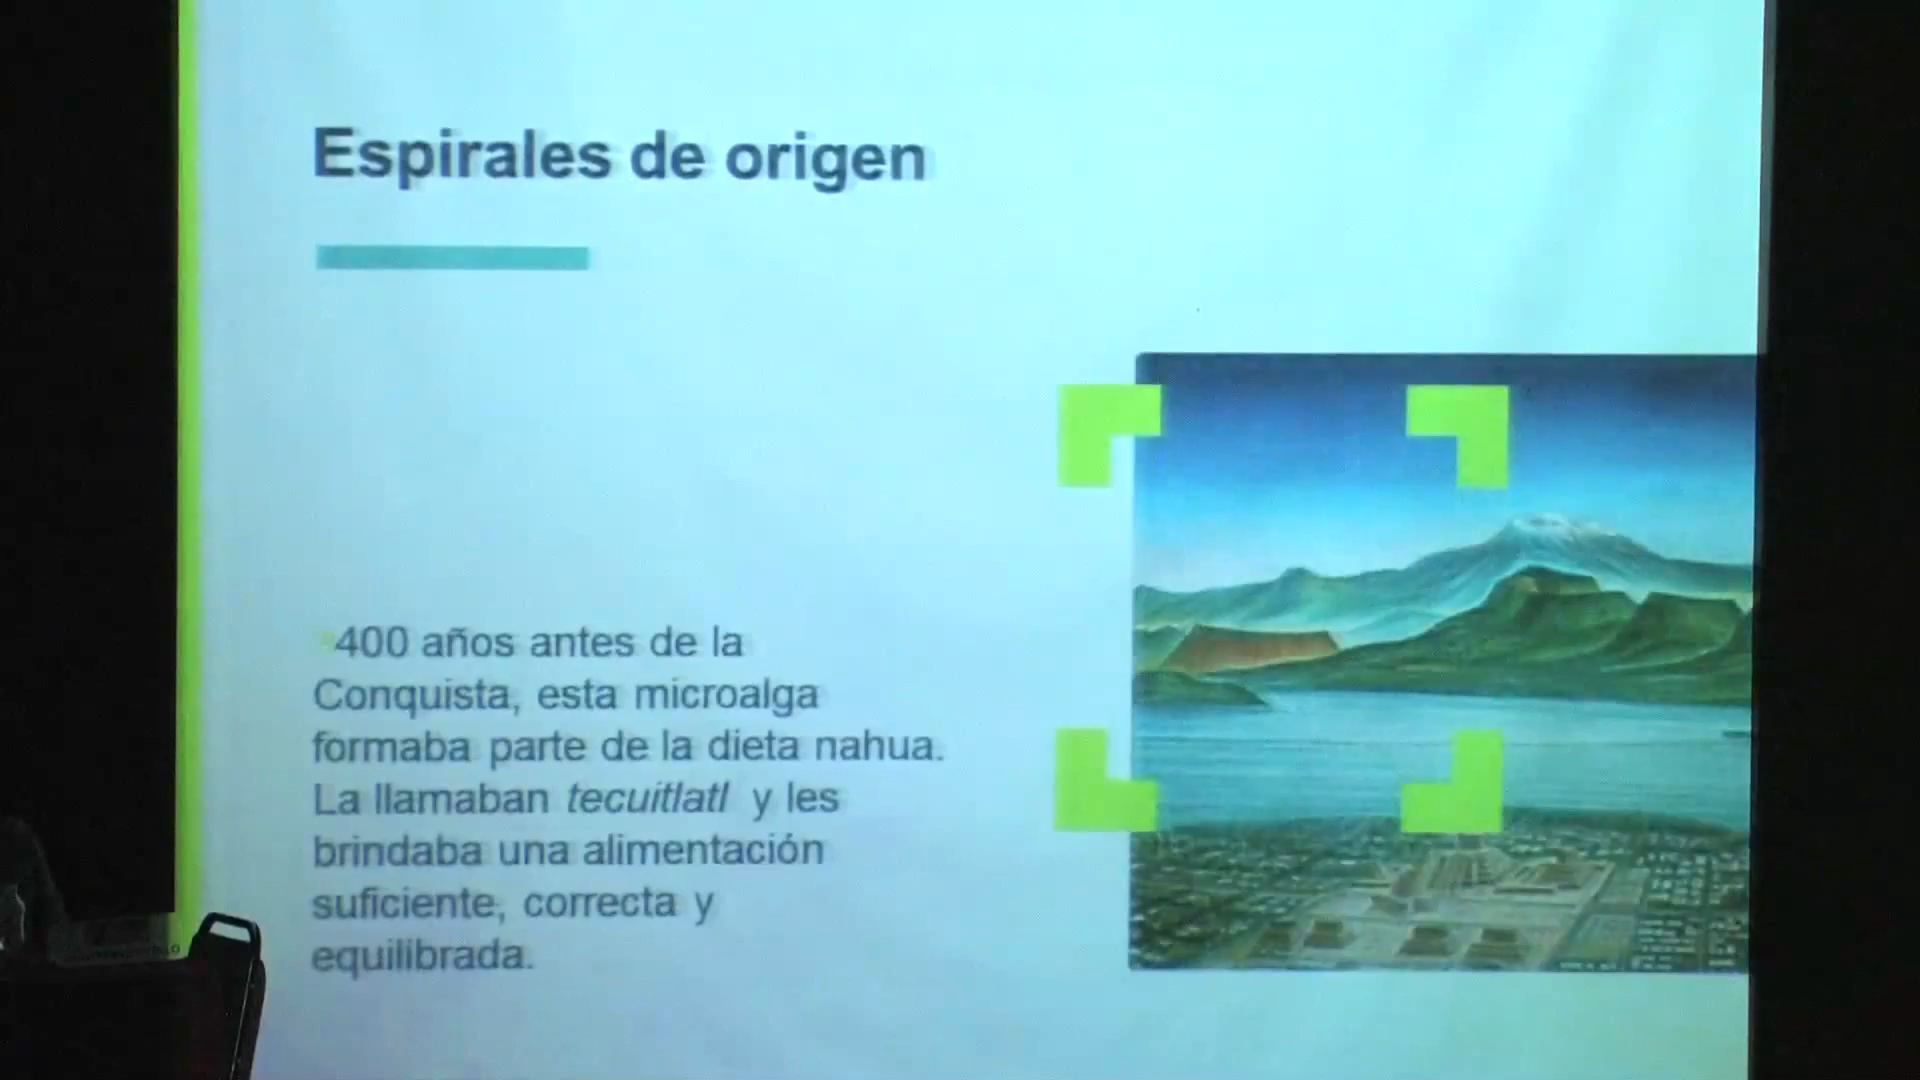 Espirales de origen
400 años antes de la
Conquista, esta microalga
formaba parte de la dieta nahua.
La llamaban tecuitlatl y les
brindaba una alimentación
suficiente, correcta y
equilibrada.